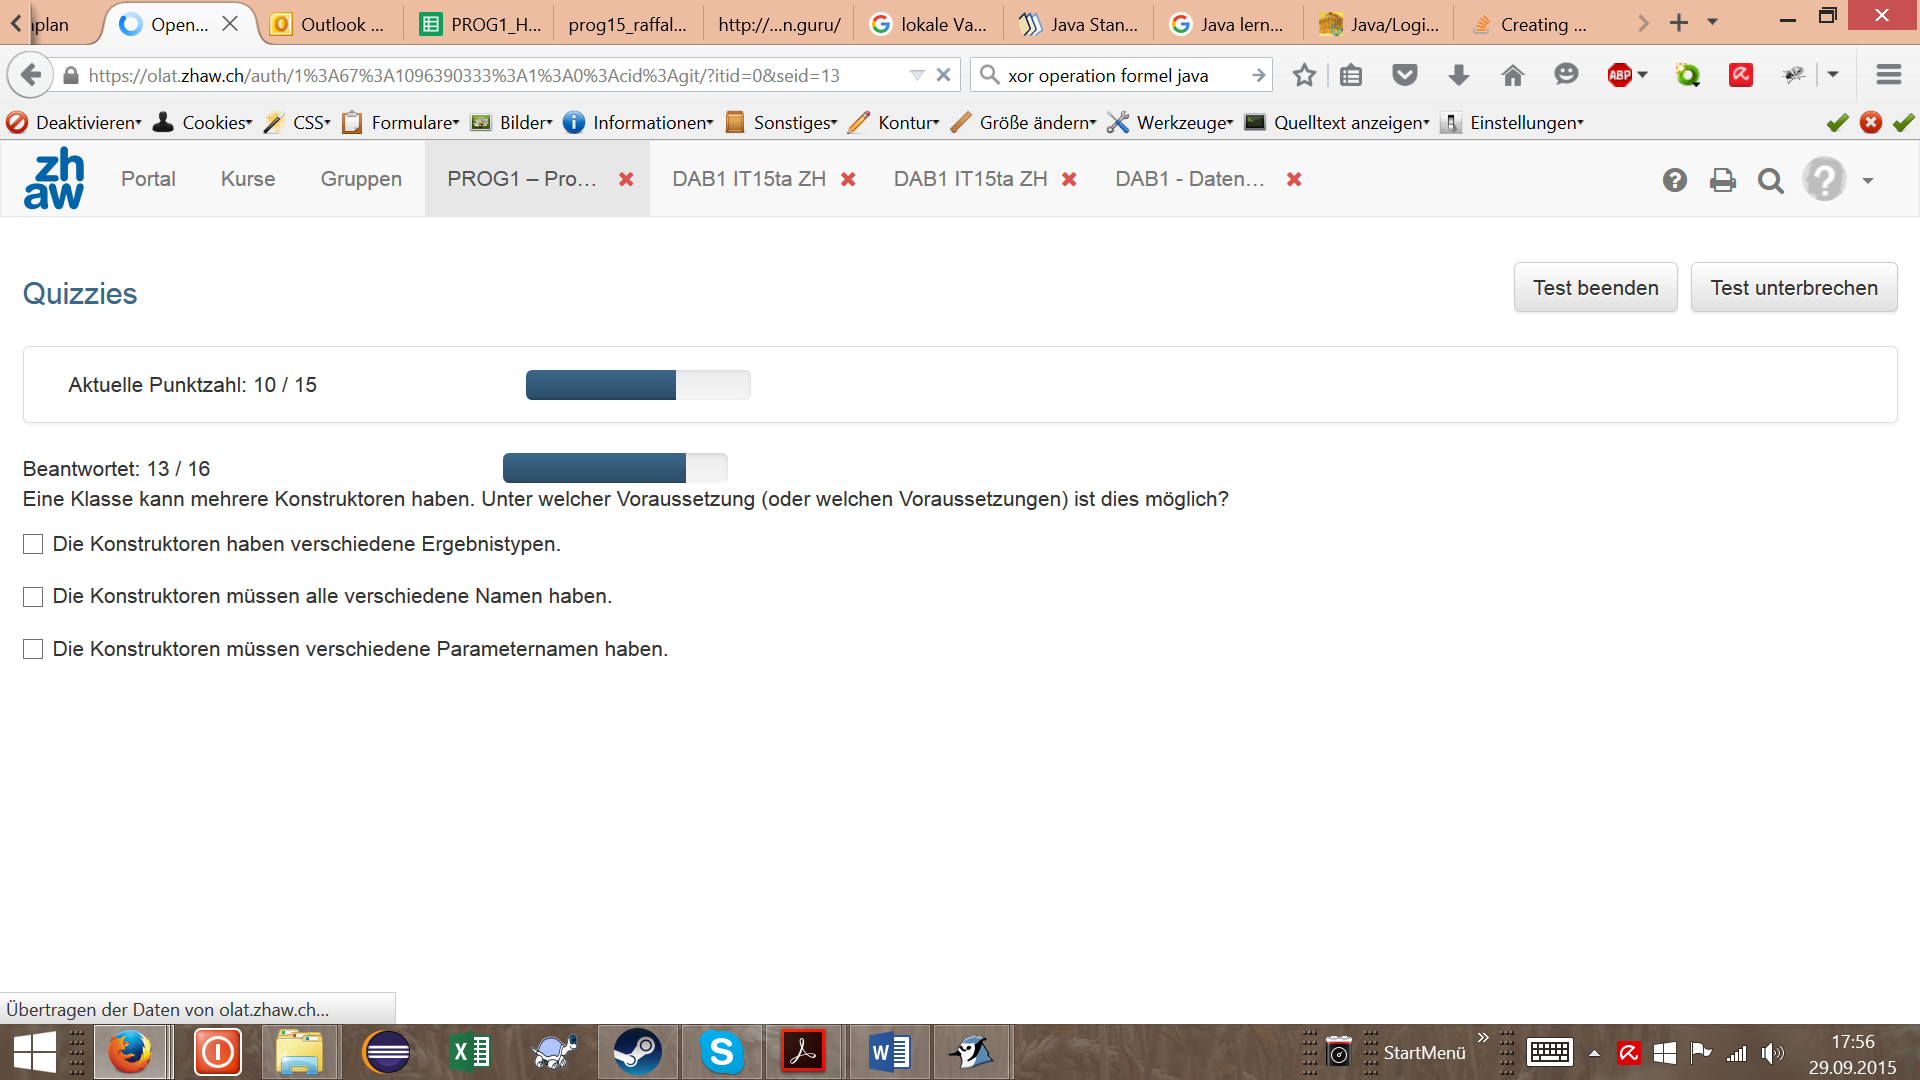 plan
Open...
Outlook ...
PROG1_H...
prog15_raffal...
http://...n.guru/
lokale Va...
Java Stan...
Java lern...
Java/Logi...
Creating ...
https://olat.zhaw.ch/auth/1%3A67%3A1096390333%3A1%3A0%3Acid%3Agit/?itid=0&seid=13
xor operation formel java
ABP
Deaktivieren
Cookies
CSS
Formulare
Bilder
Informationen
Sonstiges
Kontur
Größe ändern
Werkzeuge
Quelltext anzeigen
Einstellungen
zh
aw
Portal
Kurse
Gruppen
PROG1 – Pro...
DAB1 IT15ta ZH
DAB1 IT15ta ZH
DAB1 - Daten...
Quizzies
Test beenden
Test unterbrechen
Aktuelle Punktzahl: 10 / 15
Beantwortet: 13 / 16
Eine Klasse kann mehrere Konstruktoren haben. Unter welcher Voraussetzung (oder welchen Voraussetzungen) ist dies möglich?
Die Konstruktoren haben verschiedene Ergebnistypen.
Die Konstruktoren müssen alle verschiedene Namen haben.
Die Konstruktoren müssen verschiedene Parameternamen haben.
Übertragen der Daten von olat.zhaw.ch...
StartMenü
17:56
29.09.2015